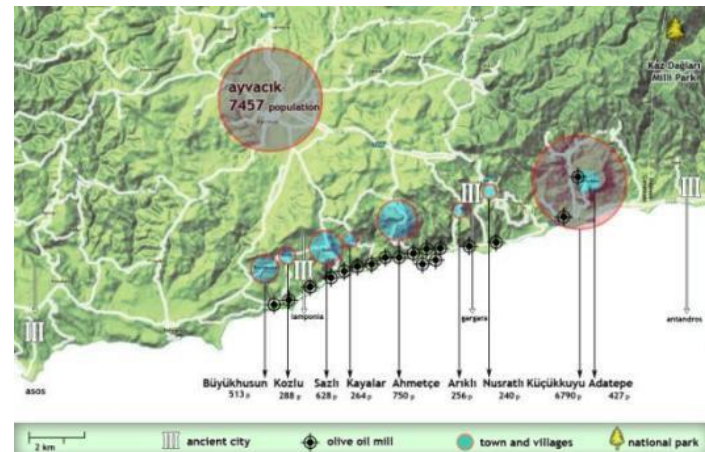 ayvacık
7457 population
Kaz Dağları
Milli Park
lamponia
gargara
antandros
asos
Büyükhusun Kozlu Sazlı Kayalar Ahmetçe Arıklı Nusratlı Küçükkuyu Adatepe
513 p 288 p 628 p 264 p 750 p 256 p 240 p 6790 p 427 p
2 km ancient city olive oil mill town and villages national park